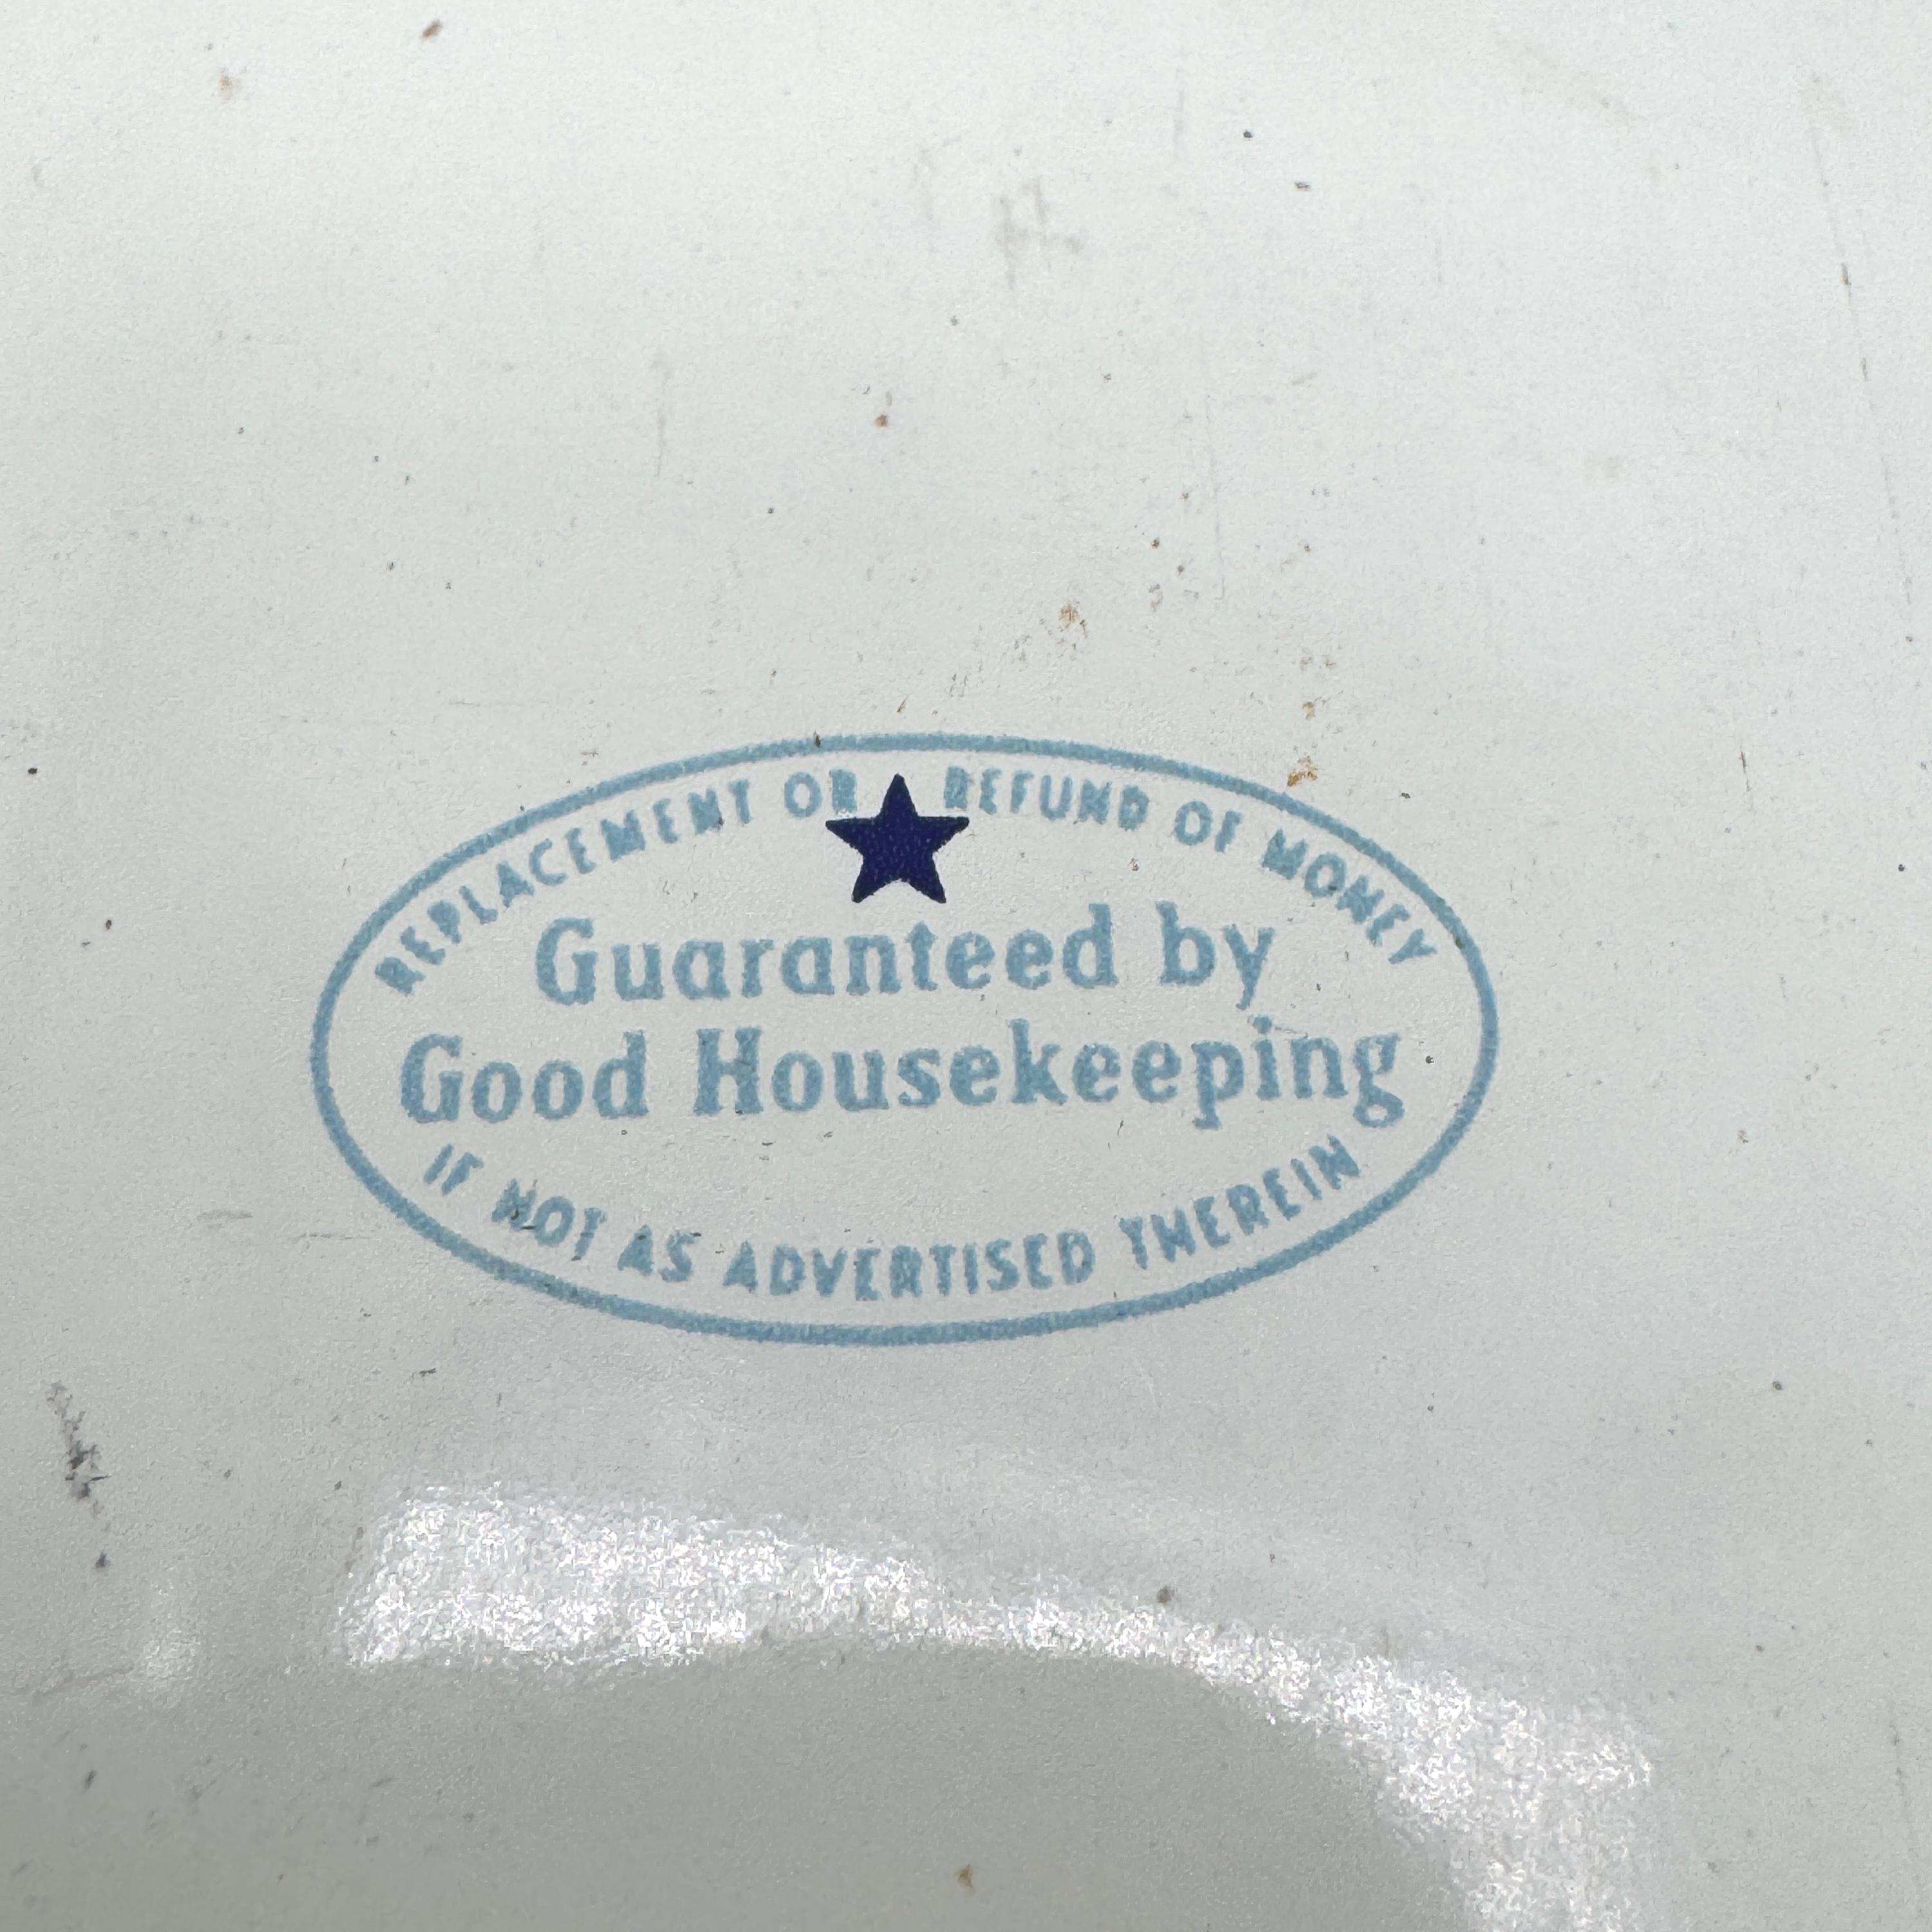 REPLACEMENT OR REFUND OF MONEY
Guaranteed by
Good Housekeeping
IF NOT AS ADVERTISED THEREIN